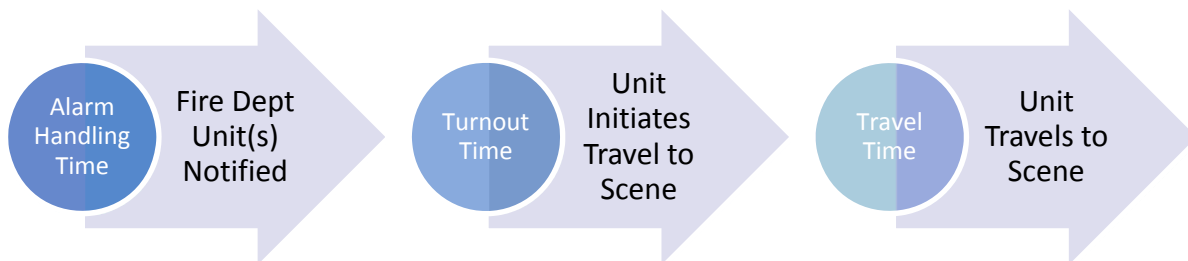 Alarm
Handling
Time
Fire Dept
Unit(s)
Notified
Turnout
Time
Unit
Initiates
Travel to
Scene
Travel
Time
Unit
Travels to
Scene